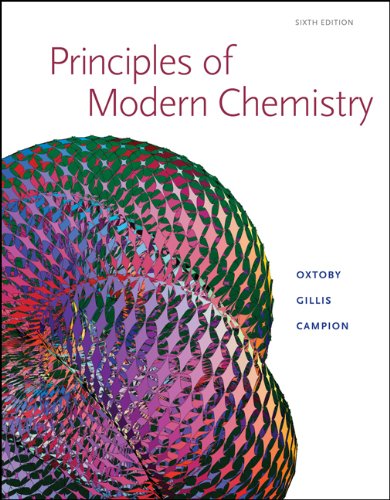 SIXTH EDITION
Principles of
Modern Chemistry
OXTOBY
GILLIS
CAMPION